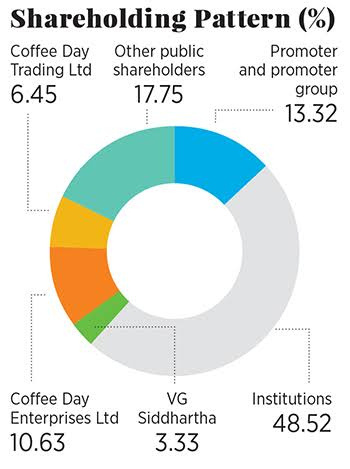 Shareholding Pattern (%)
Coffee Day
Trading Ltd
6.45
Other public
shareholders
17.75
Promoter
and promoter
group
13.32
Coffee Day
Enterprises Ltd
10.63
VG
Siddhartha
3.33
Institutions
48.52